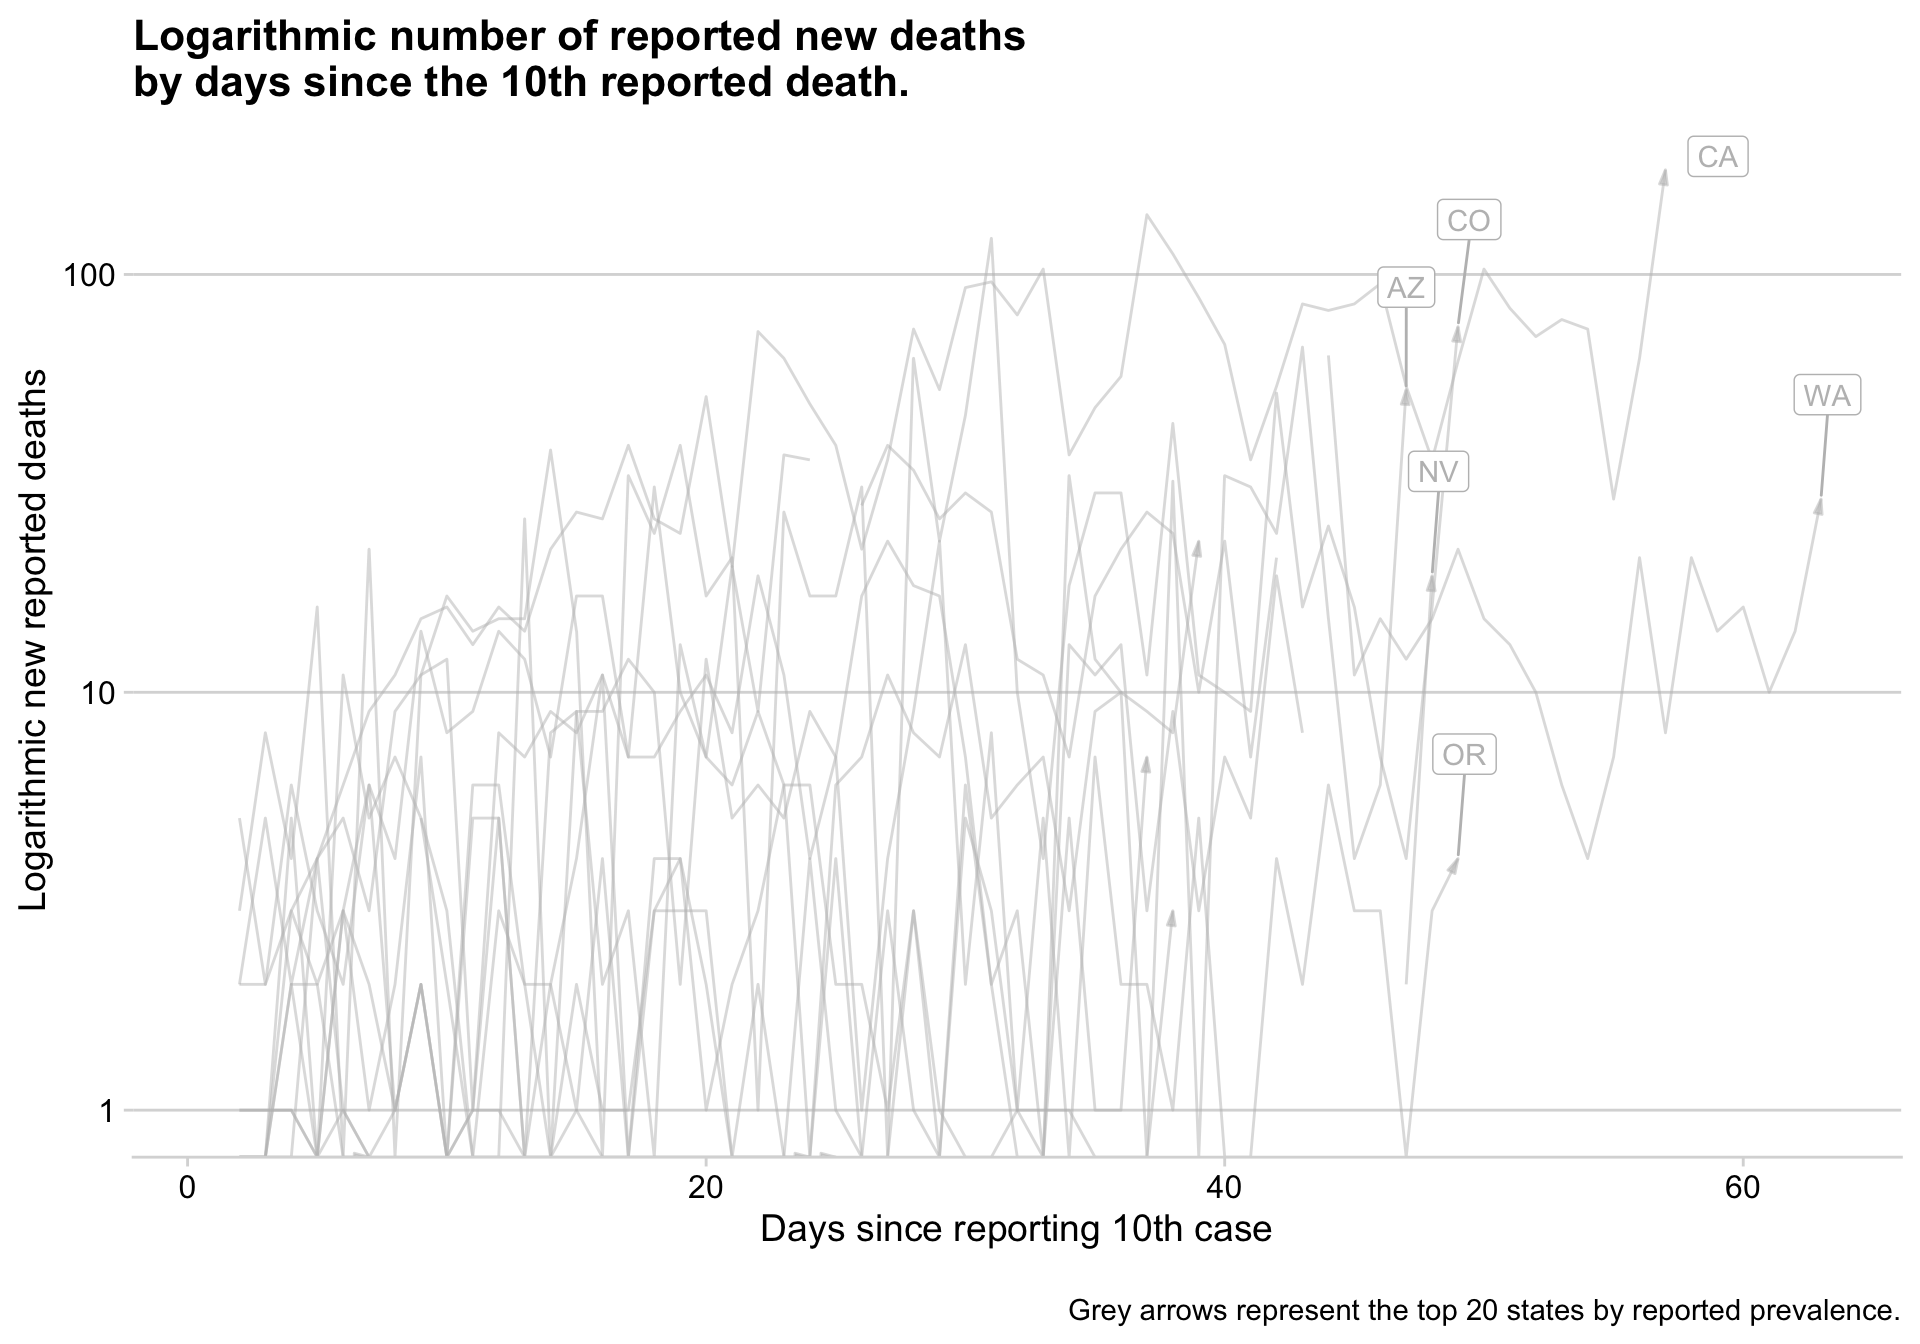 Logarithmic number of reported new deaths
by days since the 10th reported death.
CA
CO
100
AZ
WA
NV
Logarithmic new reported deaths
10
OR
1
0 20 40 60
Days since reporting 10th case
Grey arrows represent the top 20 states by reported prevalence.